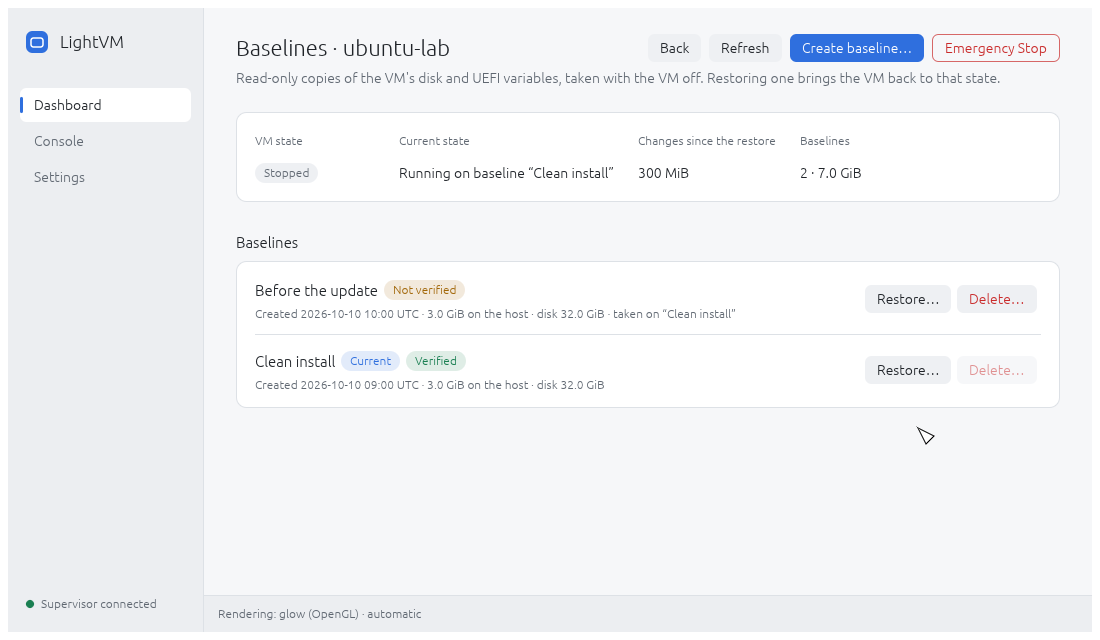 LightVM
Dashboard
Console
Settings
Supervisor connected
Baselines · ubuntu-lab
Back
Refresh
Create baseline…
Emergency Stop
Read-only copies of the VM's disk and UEFI variables, taken with the VM off. Restoring one brings the VM back to that state.
VM state
Current state
Changes since the restore
Baselines
Stopped
Running on baseline “Clean install”
300 MiB
2 · 7.0 GiB
Baselines
Before the update
Not verified
Created 2026-10-10 10:00 UTC · 3.0 GiB on the host · disk 32.0 GiB · taken on “Clean install”
Restore…
Delete…
Clean install
Current
Verified
Created 2026-10-10 09:00 UTC · 3.0 GiB on the host · disk 32.0 GiB
Restore…
Delete…
Rendering: glow (OpenGL) · automatic